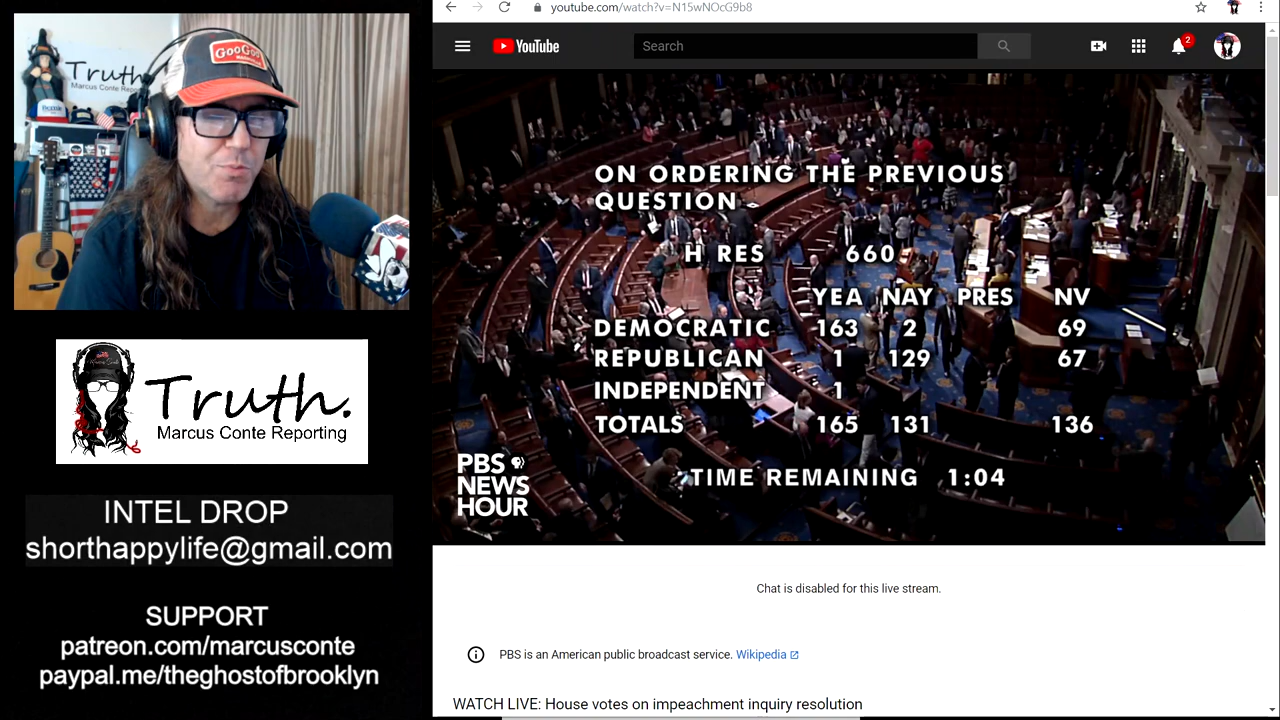 youtube.com/watch?v=N15wNOcG9b8
YouTube
Search
2
GooGoo
Truth.
Marcus Conte Reporting
ON ORDERING THE PREVIOUS
QUESTION
H RES 660
YEA NAY PRES NV
DEMOCRATIC 163 2 69
REPUBLICAN 1 129 67
INDEPENDENT 1
TOTALS 165 131 136
TIME REMAINING 1:04
PBS
NEWS
HOUR
Truth.
Marcus Conte Reporting
INTEL DROP
shorthappylife@gmail.com
SUPPORT
patreon.com/marcusconte
paypal.me/theghostofbrooklyn
Chat is disabled for this live stream.
PBS is an American public broadcast service. Wikipedia
WATCH LIVE: House votes on impeachment inquiry resolution